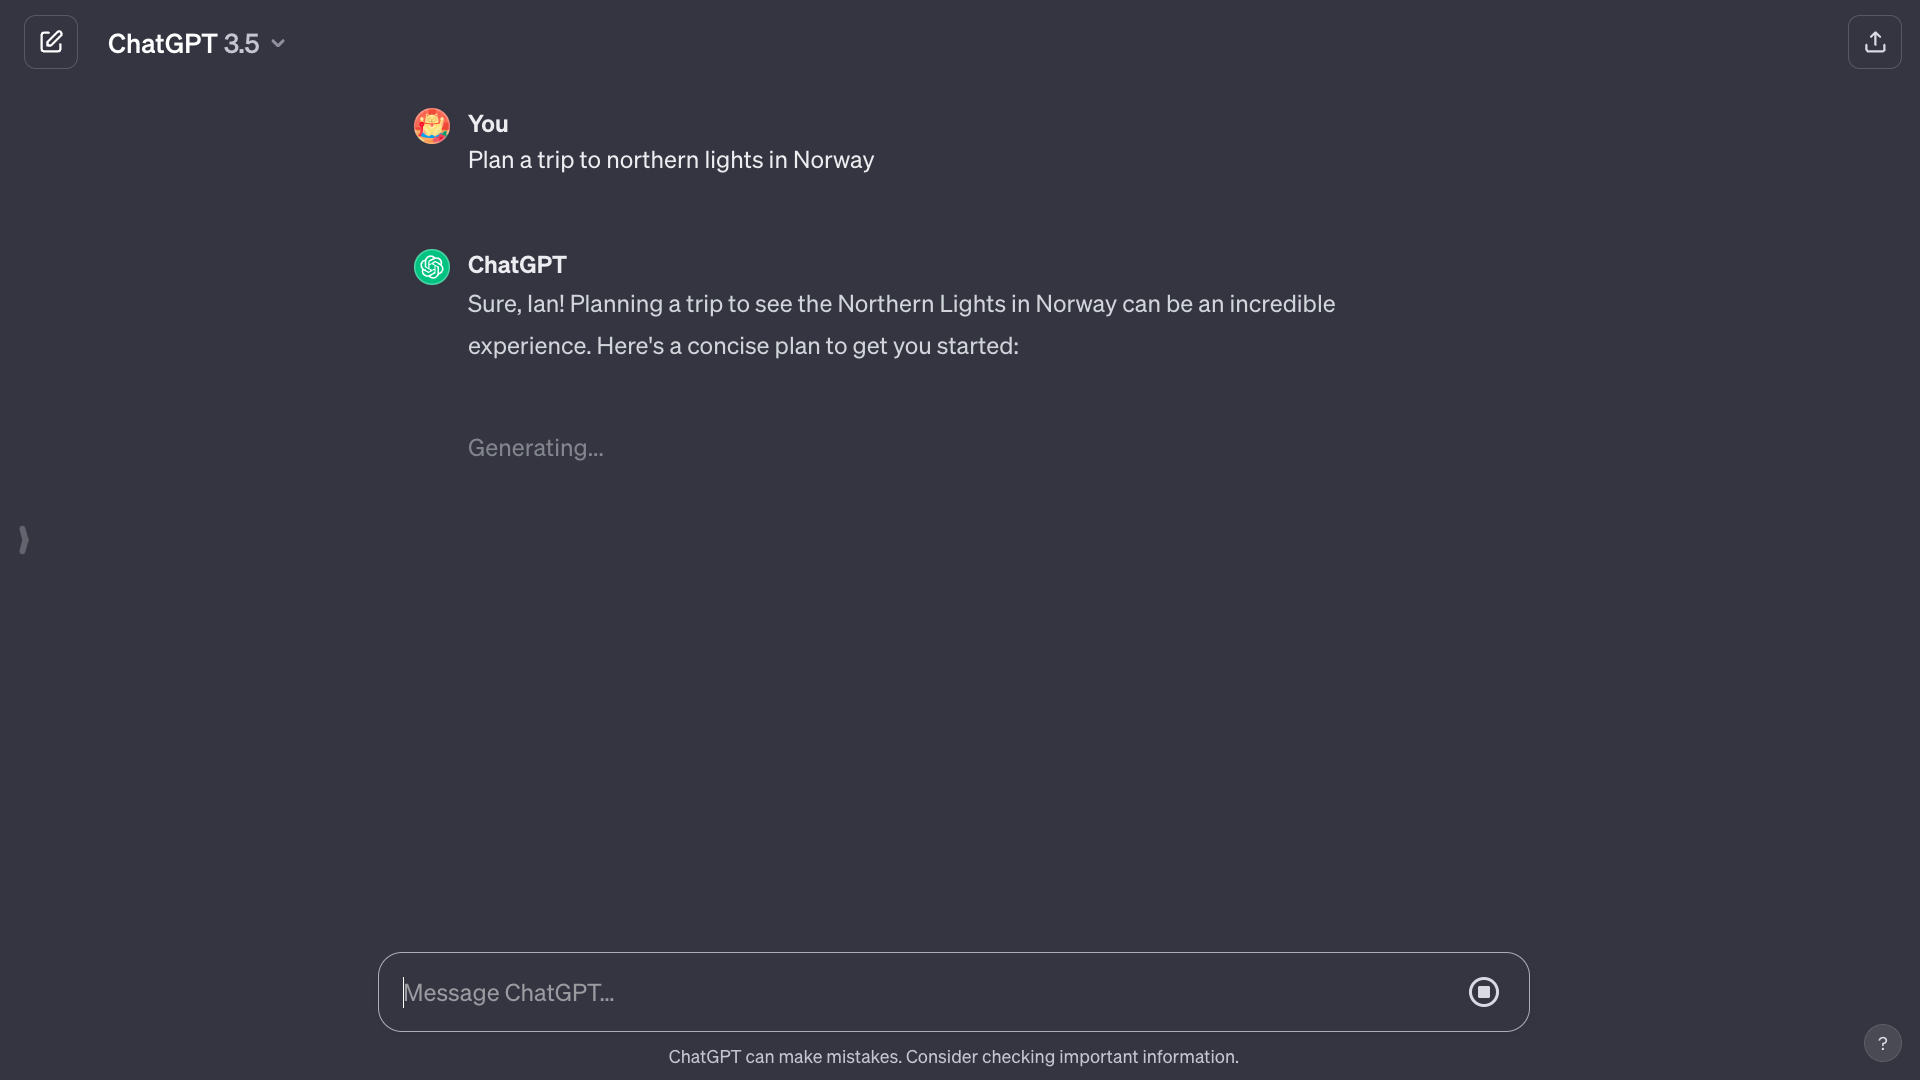 ChatGPT 3.5
You
Plan a trip to northern lights in Norway
ChatGPT
Sure, Ian! Planning a trip to see the Northern Lights in Norway can be an incredible
experience. Here's a concise plan to get you started:
Generating...
Message ChatGPT...
ChatGPT can make mistakes. Consider checking important information.
?